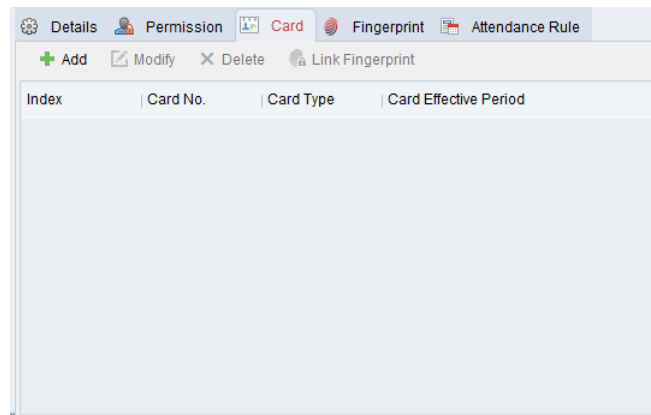 Details Permission Card Fingerprint Attendance Rule
Add Modify Delete Link Fingerprint
Index Card No. Card Type Card Effective Period